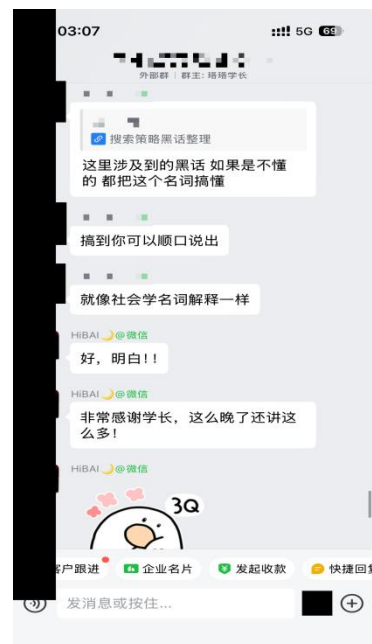 03:07
5G 69
外部群 | 群主: 珞珞学长
搜索策略黑话整理
这里涉及到的黑话 如果是不懂
的 都把这个名词搞懂
搞到你可以顺口说出
就像社会学名词解释一样
HiBAI🌙@微信
好，明白!!
HiBAI🌙@微信
非常感谢学长，这么晚了还讲这
么多!
HiBAI🌙@微信
3Q
客户跟进 企业名片 发起收款 快捷回复
发消息或按住...